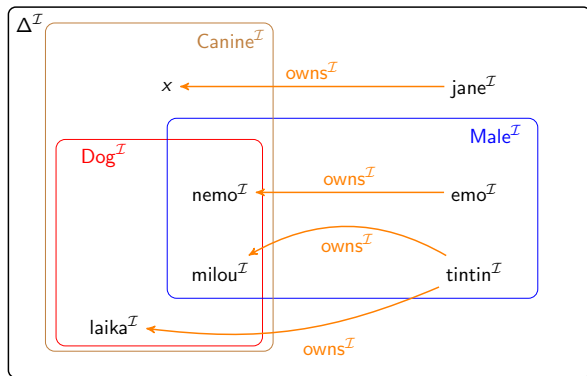 Δ^ℐ
Canine^ℐ
x
owns^ℐ
jane^ℐ
Male^ℐ
Dog^ℐ
nemo^ℐ
owns^ℐ
emo^ℐ
owns^ℐ
milou^ℐ
tintin^ℐ
laika^ℐ
owns^ℐ